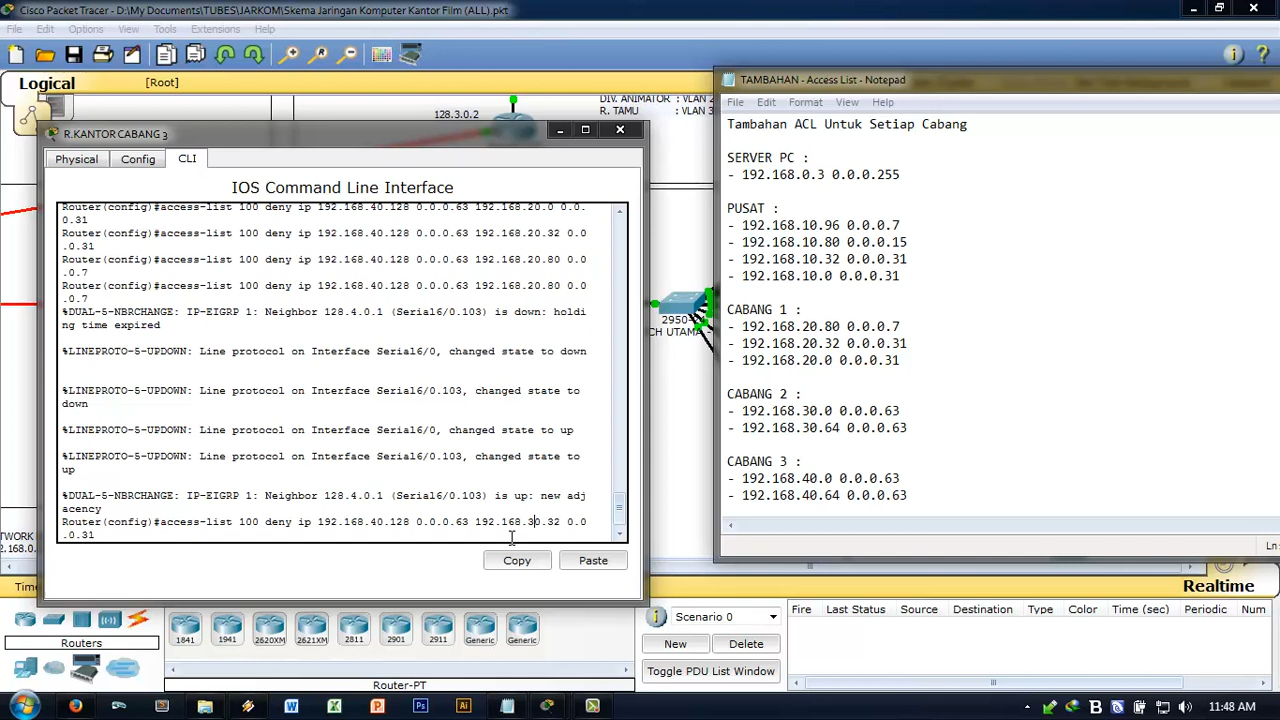 Cisco Packet Tracer - D:\My Documents\TUBES\JARKOM\Skema Jaringan Komputer Kantor Film (ALL).pkt
File Edit Options View Tools Extensions Help
Logical
[Root]
128.3.0.2
DIV. ANIMATOR : VLAN 2
R. TAMU : VLAN 3
R.KANTOR CABANG 3
Physical Config CLI
IOS Command Line Interface
Router(config)#access-list 100 deny ip 192.168.40.128 0.0.0.63 192.168.20.0 0.0.
0.31
Router(config)#access-list 100 deny ip 192.168.40.128 0.0.0.63 192.168.20.32 0.0
.0.31
Router(config)#access-list 100 deny ip 192.168.40.128 0.0.0.63 192.168.20.80 0.0
.0.7
Router(config)#access-list 100 deny ip 192.168.40.128 0.0.0.63 192.168.20.80 0.0
.0.7
%DUAL-5-NBRCHANGE: IP-EIGRP 1: Neighbor 128.4.0.1 (Serial6/0.103) is down: holdi
ng time expired
%LINEPROTO-5-UPDOWN: Line protocol on Interface Serial6/0, changed state to down
%LINEPROTO-5-UPDOWN: Line protocol on Interface Serial6/0.103, changed state to
down
%LINEPROTO-5-UPDOWN: Line protocol on Interface Serial6/0, changed state to up
%LINEPROTO-5-UPDOWN: Line protocol on Interface Serial6/0.103, changed state to
up
%DUAL-5-NBRCHANGE: IP-EIGRP 1: Neighbor 128.4.0.1 (Serial6/0.103) is up: new adj
acency
Router(config)#access-list 100 deny ip 192.168.40.128 0.0.0.63 192.168.30.32 0.0
.0.31
Copy Paste
2950-2
CH UTAMA -
TWORK
2.168.0.
TAMBAHAN - Access List - Notepad
File Edit Format View Help
Tambahan ACL Untuk Setiap Cabang
SERVER PC :
- 192.168.0.3 0.0.0.255
PUSAT :
- 192.168.10.96 0.0.0.7
- 192.168.10.80 0.0.0.15
- 192.168.10.32 0.0.0.31
- 192.168.10.0 0.0.0.31
CABANG 1 :
- 192.168.20.80 0.0.0.7
- 192.168.20.32 0.0.0.31
- 192.168.20.0 0.0.0.31
CABANG 2 :
- 192.168.30.0 0.0.0.63
- 192.168.30.64 0.0.0.63
CABANG 3 :
- 192.168.40.0 0.0.0.63
- 192.168.40.64 0.0.0.63
Ln
Time
Realtime
Routers
1841 1941 2620XM 2621XM 2811 2901 2911 Generic Generic
Router-PT
Scenario 0
New Delete
Toggle PDU List Window
Fire Last Status Source Destination Type Color Time (sec) Periodic Num
11:48 AM